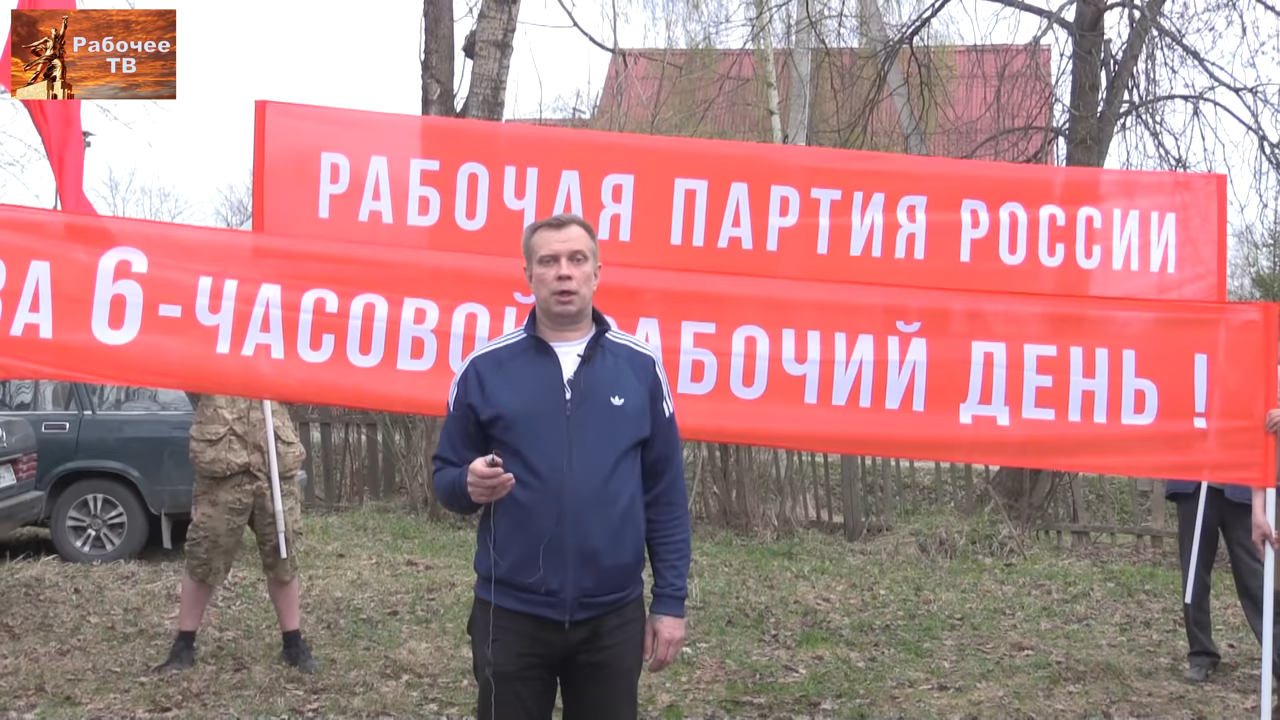 Рабочее
ТВ
РАБОЧАЯ ПАРТИЯ РОССИИ
ЗА 6-ЧАСОВОЙ РАБОЧИЙ ДЕНЬ !